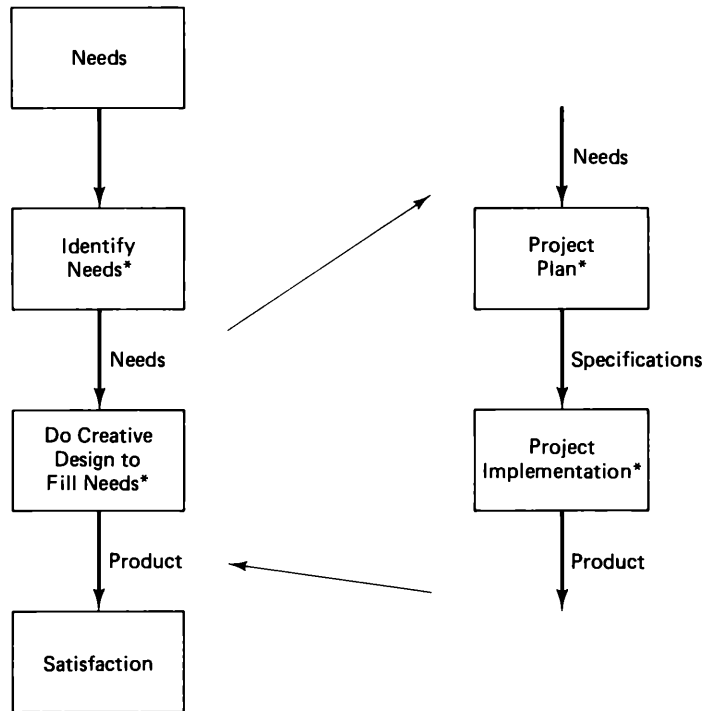 Needs
Identify
Needs*
Needs
Do Creative
Design to
Fill Needs*
Product
Satisfaction
Needs
Project
Plan*
Specifications
Project
Implementation*
Product